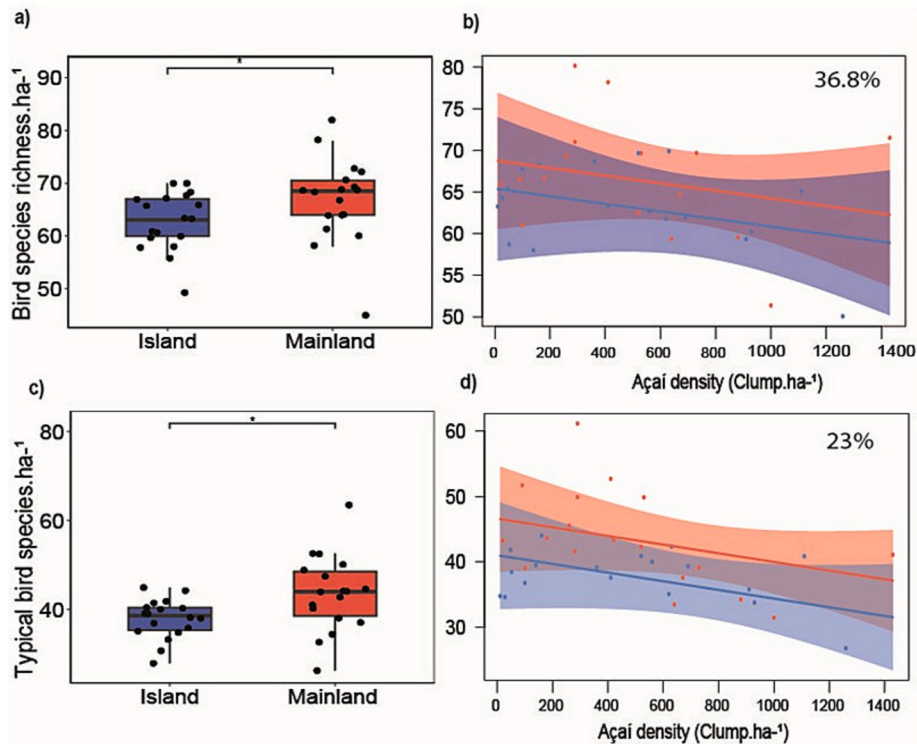 a)
Bird species richness.ha⁻¹
90
80
70
60
50
*
Island
Mainland
b)
36.8%
80
75
70
65
60
55
50
0 200 400 600 800 1000 1200 1400
Açaí density (Clump.ha⁻¹)
c)
Typical bird species.ha⁻¹
80
60
40
*
Island
Mainland
d)
23%
60
50
40
30
0 200 400 600 800 1000 1200 1400
Açaí density (Clump.ha⁻¹)